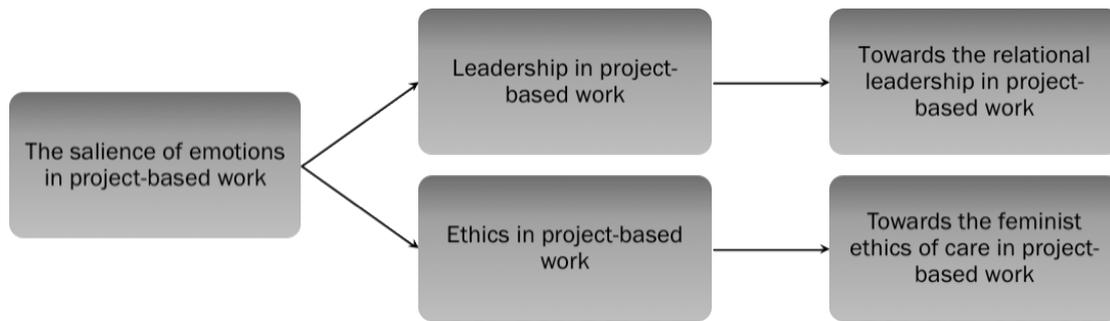 The salience of emotions
in project-based work
Leadership in project-
based work
Towards the relational
leadership in project-
based work
Ethics in project-based
work
Towards the feminist
ethics of care in project-
based work